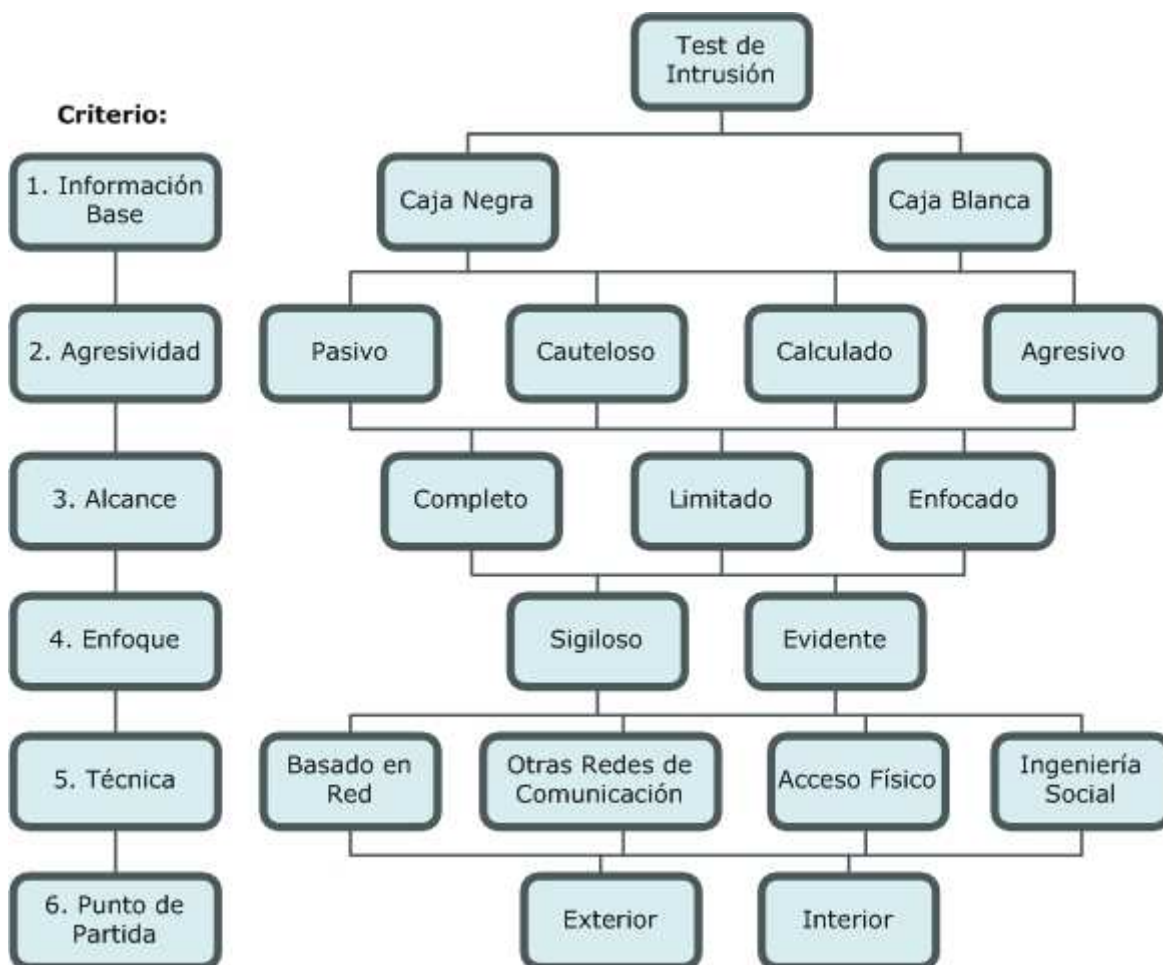 Test de
Intrusión
Criterio:
1. Información
Base
Caja Negra
Caja Blanca
2. Agresividad
Pasivo
Cauteloso
Calculado
Agresivo
3. Alcance
Completo
Limitado
Enfocado
4. Enfoque
Sigiloso
Evidente
5. Técnica
Basado en
Red
Otras Redes de
Comunicación
Acceso Físico
Ingeniería
Social
6. Punto de
Partida
Exterior
Interior